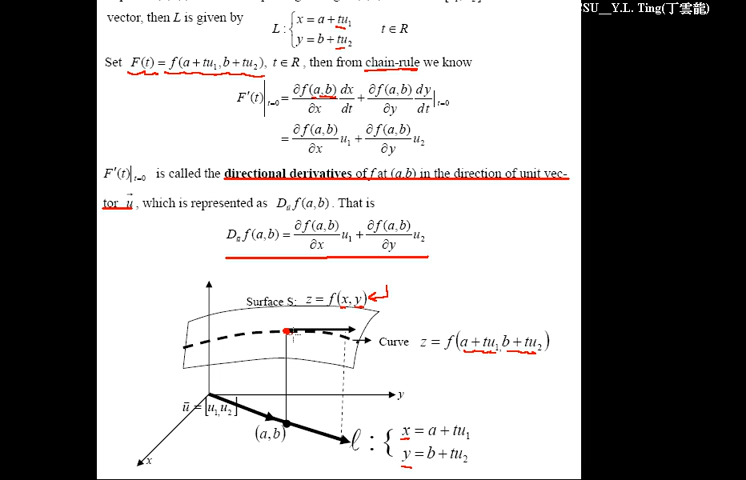 SU__Y.L. Ting(丁雲龍)
vector, then L is given by
L : { x = a + tu₁
y = b + tu₂ t ∈ R
Set F(t) = f(a + tu₁, b + tu₂), t ∈ R , then from chain-rule we know
F'(t)|ₜ₌₀ = ∂f(a,b)/∂x dx/dt + ∂f(a,b)/∂y dy/dt |ₜ₌₀
= ∂f(a,b)/∂x u₁ + ∂f(a,b)/∂y u₂
F'(t)|ₜ₌₀ is called the directional derivatives of f at (a,b) in the direction of unit vec-
tor u⃗ , which is represented as D_u⃗ f(a,b) . That is
D_u⃗ f(a,b) = ∂f(a,b)/∂x u₁ + ∂f(a,b)/∂y u₂
Surface S: z = f(x, y)
Curve z = f(a + tu₁, b + tu₂)
y
u⃗ = [u₁, u₂]
(a,b)
ℓ : { x = a + tu₁
y = b + tu₂
x